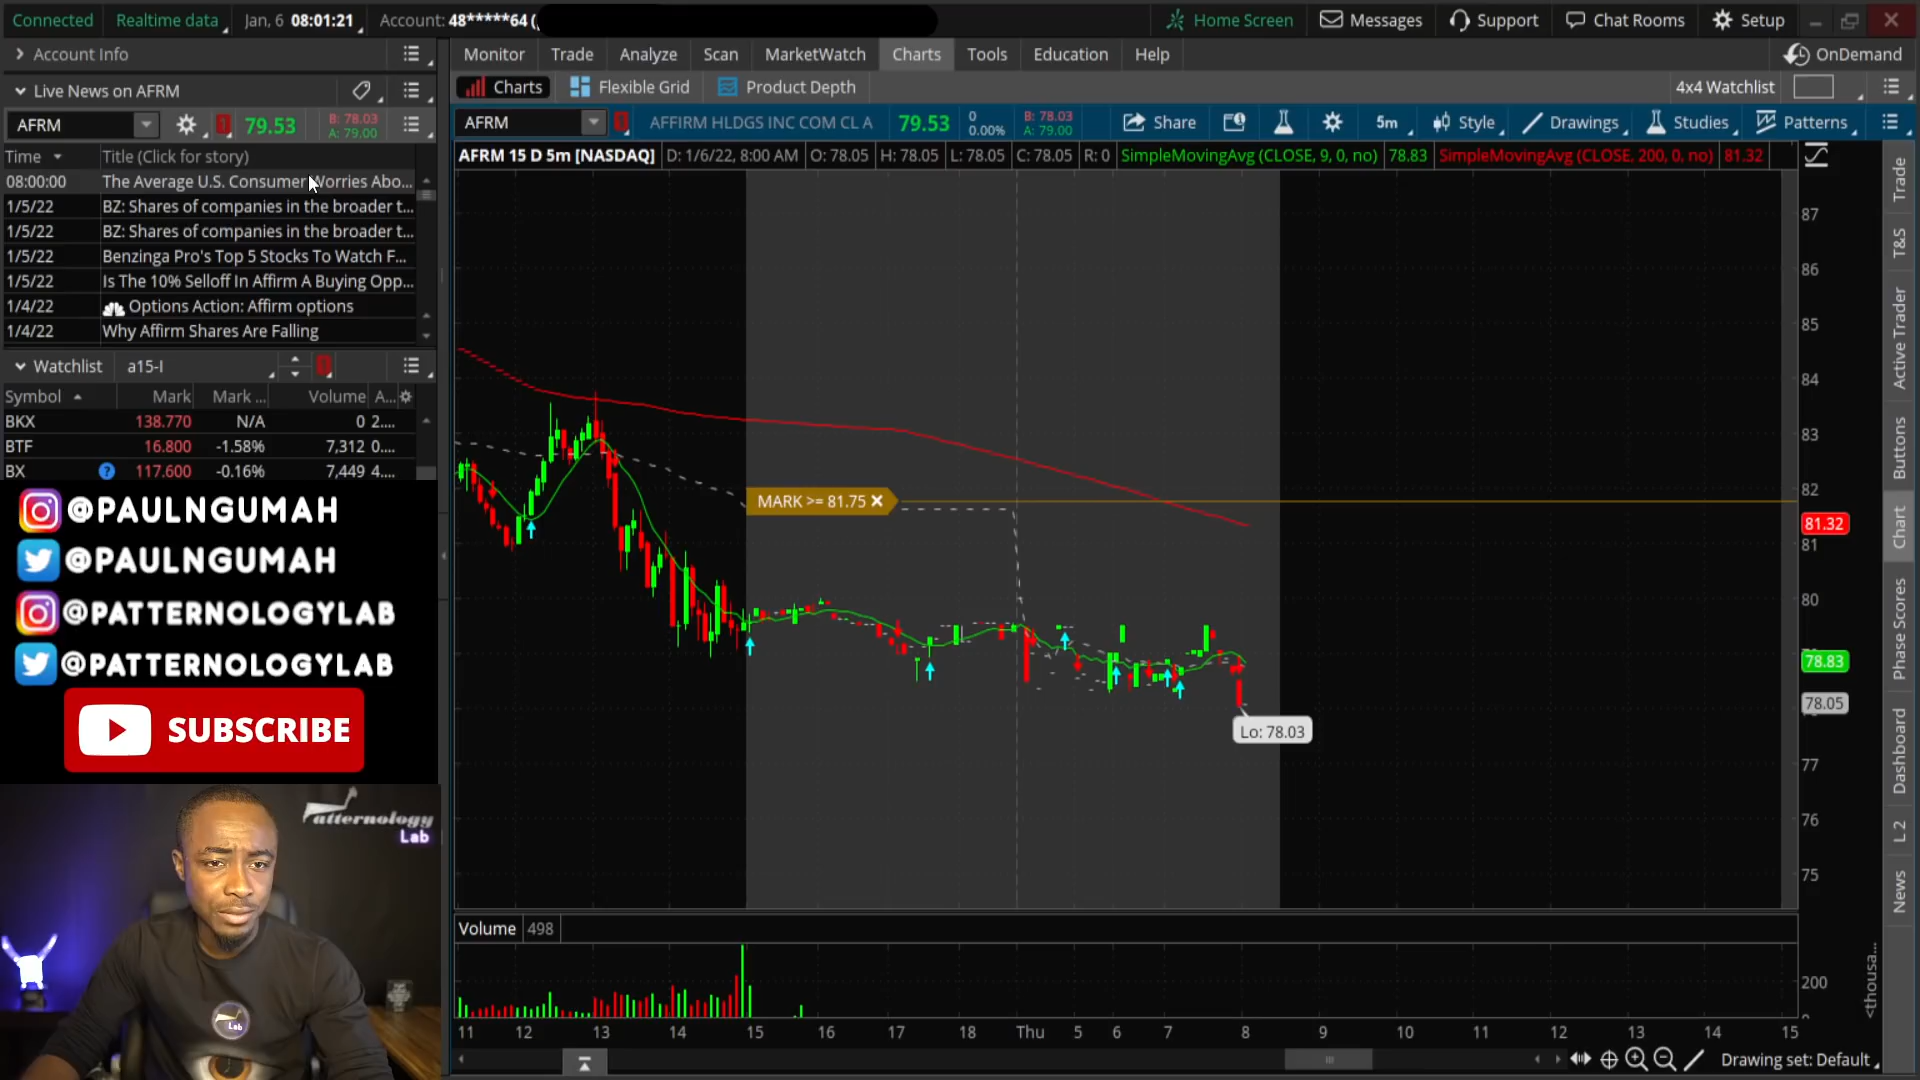 Connected Realtime data Jan, 6 08:01:21 Account: 48*****64 (
Home Screen Messages Support Chat Rooms Setup
Account Info
Monitor Trade Analyze Scan MarketWatch Charts Tools Education Help OnDemand
Live News on AFRM
Charts Flexible Grid Product Depth 4x4 Watchlist
AFRM 79.53 B: 78.03 A: 79.00
AFRM AFFIRM HLDGS INC COM CL A 79.53 0 0.00% B: 78.03 A: 79.00 Share 5m Style Drawings Studies Patterns
AFRM 15 D 5m [NASDAQ] D: 1/6/22, 8:00 AM O: 78.05 H: 78.05 L: 78.05 C: 78.05 R: 0 SimpleMovingAvg (CLOSE, 9, 0, no) 78.83 SimpleMovingAvg (CLOSE, 200, 0, no) 81.32
Time Title (Click for story)
08:00:00 The Average U.S. Consumer Worries Abo...
1/5/22 BZ: Shares of companies in the broader t...
1/5/22 BZ: Shares of companies in the broader t...
1/5/22 Benzinga Pro's Top 5 Stocks To Watch F...
1/5/22 Is The 10% Selloff In Affirm A Buying Opp...
1/4/22 Options Action: Affirm options
1/4/22 Why Affirm Shares Are Falling
Watchlist a15-I
Symbol Mark Mark ... Volume A...
BKX 138.770 N/A 0 2....
BTF 16.800 -1.58% 7,312 0....
BX 117.600 -0.16% 7,449 4....
@PAULNGUMAH
@PAULNGUMAH
@PATTERNOLOGYLAB
@PATTERNOLOGYLAB
SUBSCRIBE
Patternology
Lab
Lab
MARK >= 81.75
Lo: 78.03
87
86
85
84
83
82
81.32
81
80
78.83
78.05
77
76
75
Volume 498
200
<thousa...
11 12 13 14 15 16 17 18 Thu 5 6 7 8 9 10 11 12 13 14 15
Drawing set: Default
Trade
T&S
Active Trader
Buttons
Chart
Phase Scores
Dashboard
L 2
News